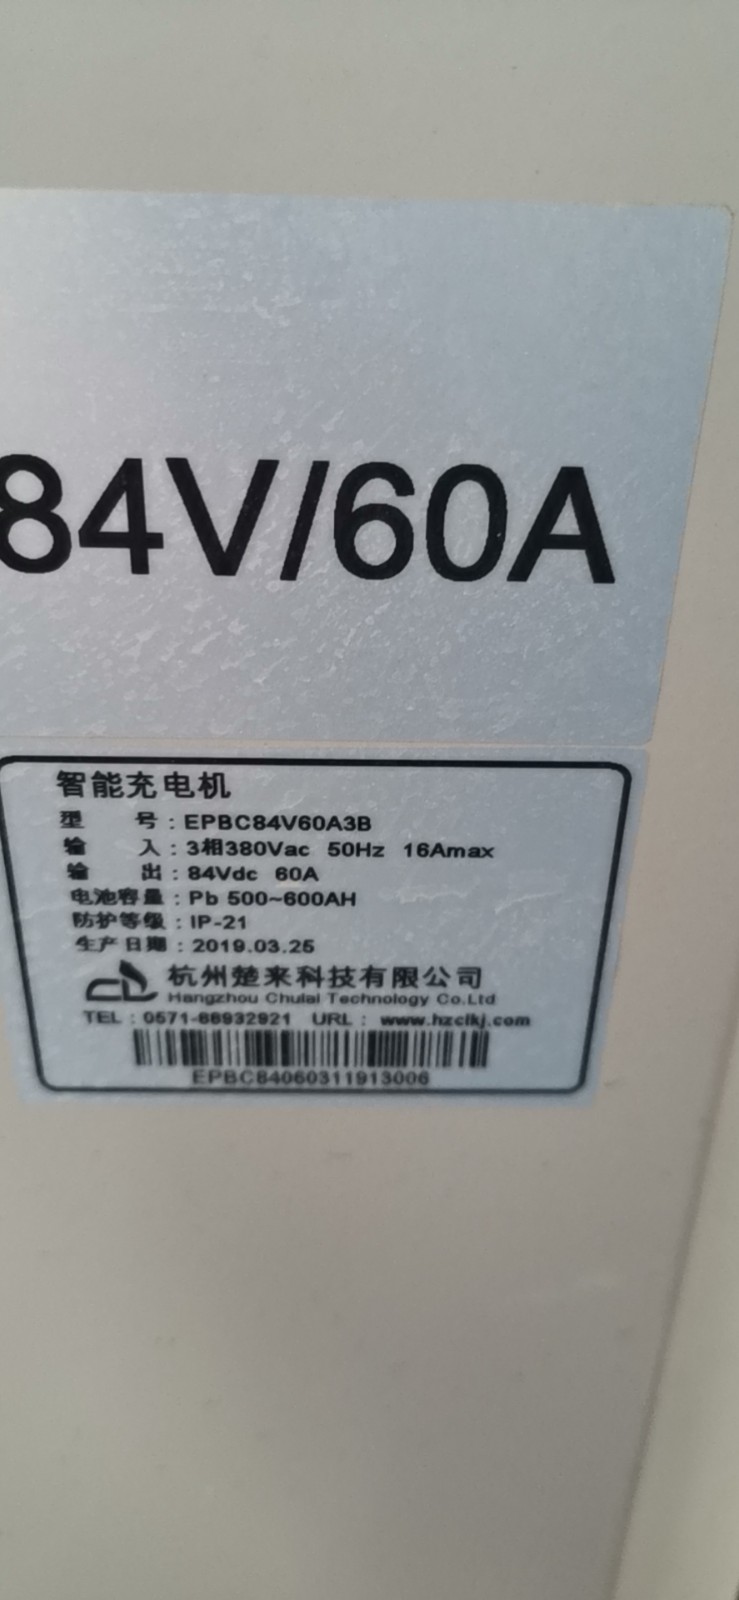 84V/60A
智能充电机
型 号：EPBC84V60A3B
输 入：3相380Vac 50Hz 16Amax
输 出：84Vdc 60A
电池容量：Pb 500~600AH
防护等级：IP-21
生产日期：2019.03.25
杭州楚来科技有限公司
Hangzhou Chulai Technology Co.Ltd
TEL：0571-86932921 URL： www.hzclkj.com
EPBC84060311913006